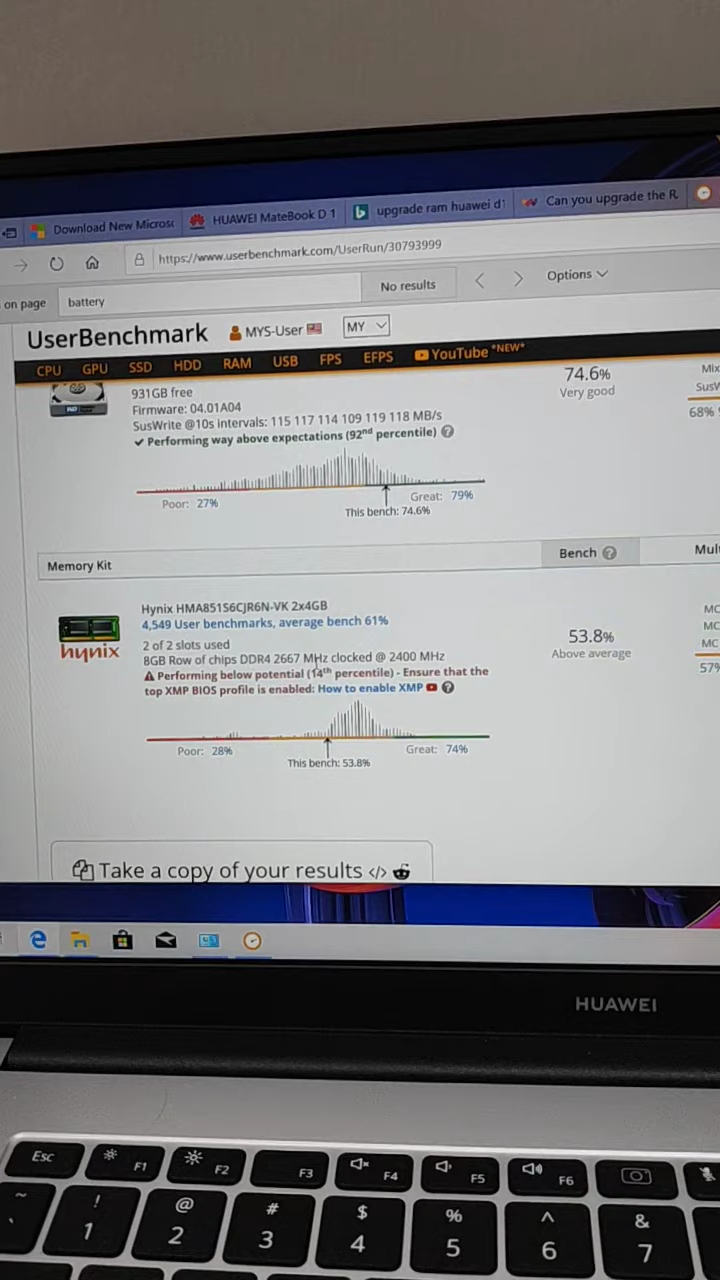 Download New Microsc
HUAWEI MateBook D 1
upgrade ram huawei d1
Can you upgrade the R
https://www.userbenchmark.com/UserRun/30793999
on page
battery
No results
Options
UserBenchmark
MYS-User
MY
CPU GPU SSD HDD RAM USB FPS EFPS YouTube *NEW*
931GB free
Firmware: 04.01A04
SusWrite @10s intervals: 115 117 114 109 119 118 MB/s
Performing way above expectations (92nd percentile)
Poor: 27%
Great: 79%
This bench: 74.6%
74.6%
Very good
Mix
SusW
68%
Memory Kit
Bench
Mul
Hynix HMA851S6CJR6N-VK 2x4GB
4,549 User benchmarks, average bench 61%
2 of 2 slots used
8GB Row of chips DDR4 2667 MHz clocked @ 2400 MHz
Performing below potential (14th percentile) - Ensure that the
top XMP BIOS profile is enabled: How to enable XMP
hynix
Poor: 28%
Great: 74%
This bench: 53.8%
53.8%
Above average
MC
MC
MC
57%
Take a copy of your results </>
HUAWEI
Esc F1 F2 F3 F4 F5 F6
~ ! @ # $ % ^ &
` 1 2 3 4 5 6 7